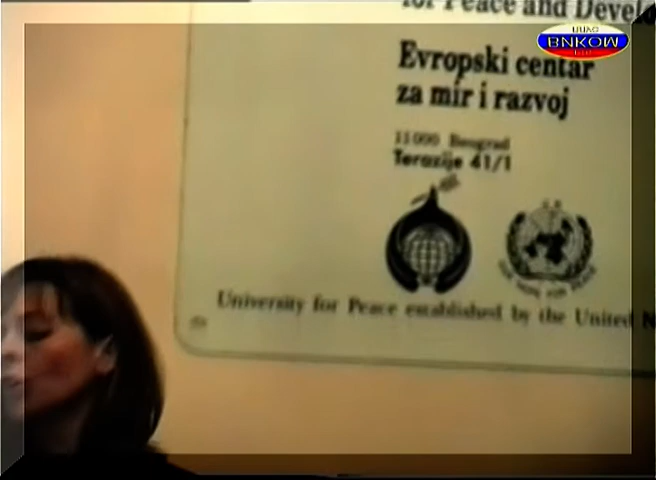 for Peace and Develo
BNKOW
Evropski centar
za mir i razvoj
11000 Beograd
Terazije 41/1
University for Peace established by the United N